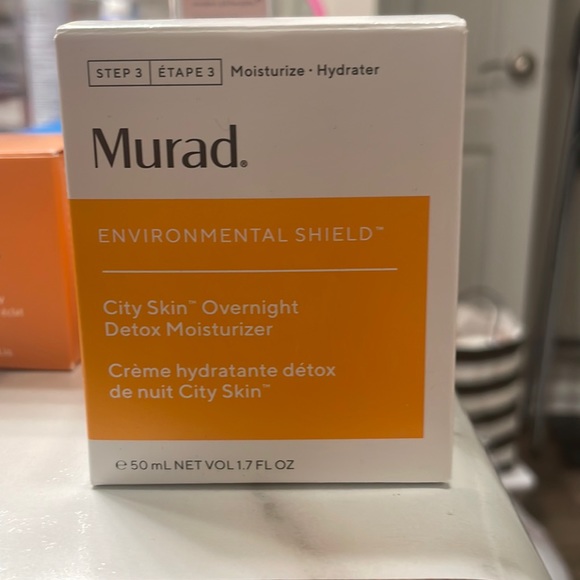 STEP 3 ÉTAPE 3 Moisturize · Hydrater
Murad®
ENVIRONMENTAL SHIELD™
City Skin™ Overnight
Detox Moisturizer
Crème hydratante détox
de nuit City Skin™
℮ 50 mL NET VOL 1.7 FL OZ